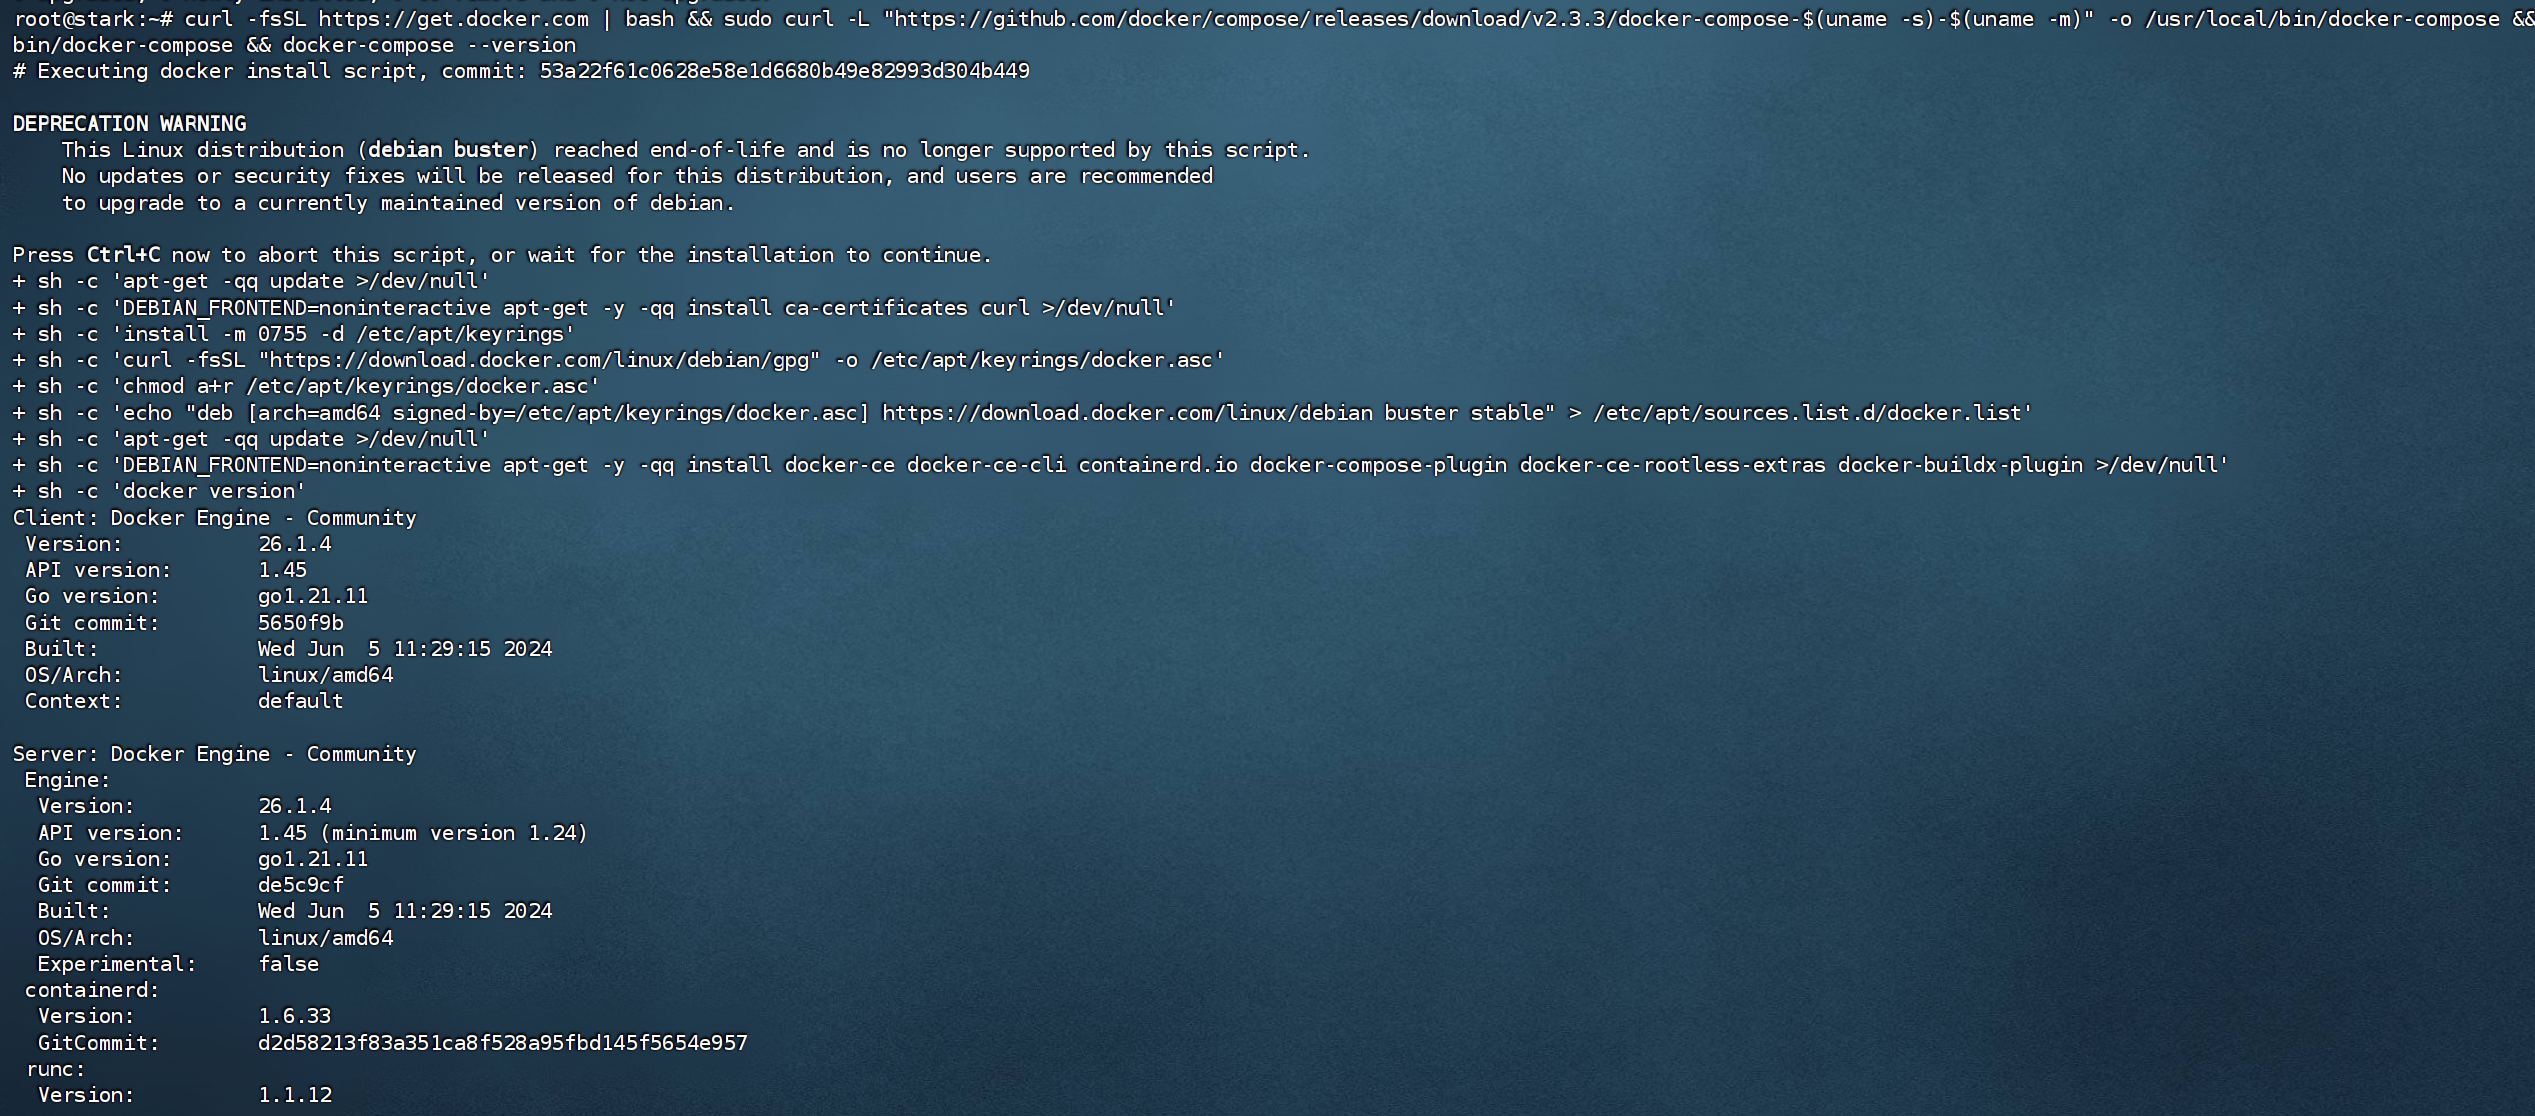 root@stark:~# curl -fsSL https://get.docker.com | bash && sudo curl -L "https://github.com/docker/compose/releases/download/v2.3.3/docker-compose-$(uname -s)-$(uname -m)" -o /usr/local/bin/docker-compose &&
bin/docker-compose && docker-compose --version
# Executing docker install script, commit: 53a22f61c0628e58e1d6680b49e82993d304b449
DEPRECATION WARNING
This Linux distribution (debian buster) reached end-of-life and is no longer supported by this script.
No updates or security fixes will be released for this distribution, and users are recommended
to upgrade to a currently maintained version of debian.
Press Ctrl+C now to abort this script, or wait for the installation to continue.
+ sh -c 'apt-get -qq update >/dev/null'
+ sh -c 'DEBIAN_FRONTEND=noninteractive apt-get -y -qq install ca-certificates curl >/dev/null'
+ sh -c 'install -m 0755 -d /etc/apt/keyrings'
+ sh -c 'curl -fsSL "https://download.docker.com/linux/debian/gpg" -o /etc/apt/keyrings/docker.asc'
+ sh -c 'chmod a+r /etc/apt/keyrings/docker.asc'
+ sh -c 'echo "deb [arch=amd64 signed-by=/etc/apt/keyrings/docker.asc] https://download.docker.com/linux/debian buster stable" > /etc/apt/sources.list.d/docker.list'
+ sh -c 'apt-get -qq update >/dev/null'
+ sh -c 'DEBIAN_FRONTEND=noninteractive apt-get -y -qq install docker-ce docker-ce-cli containerd.io docker-compose-plugin docker-ce-rootless-extras docker-buildx-plugin >/dev/null'
+ sh -c 'docker version'
Client: Docker Engine - Community
Version: 26.1.4
API version: 1.45
Go version: go1.21.11
Git commit: 5650f9b
Built: Wed Jun  5 11:29:15 2024
OS/Arch: linux/amd64
Context: default
Server: Docker Engine - Community
Engine:
Version: 26.1.4
API version: 1.45 (minimum version 1.24)
Go version: go1.21.11
Git commit: de5c9cf
Built: Wed Jun  5 11:29:15 2024
OS/Arch: linux/amd64
Experimental: false
containerd:
Version: 1.6.33
GitCommit: d2d58213f83a351ca8f528a95fbd145f5654e957
runc:
Version: 1.1.12